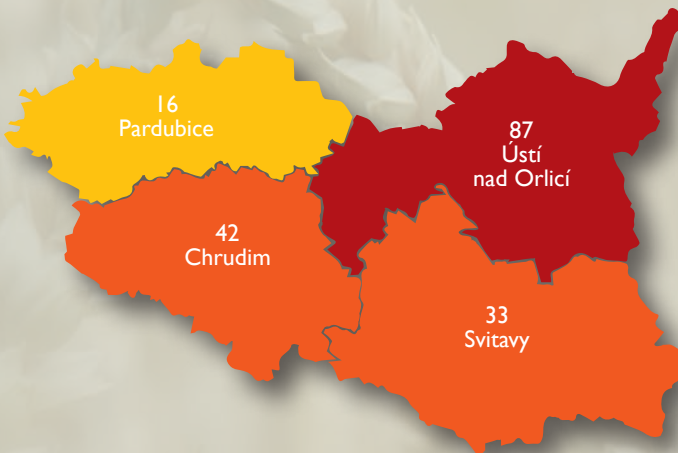 16
Pardubice
87
Ústí
nad Orlicí
42
Chrudim
33
Svitavy